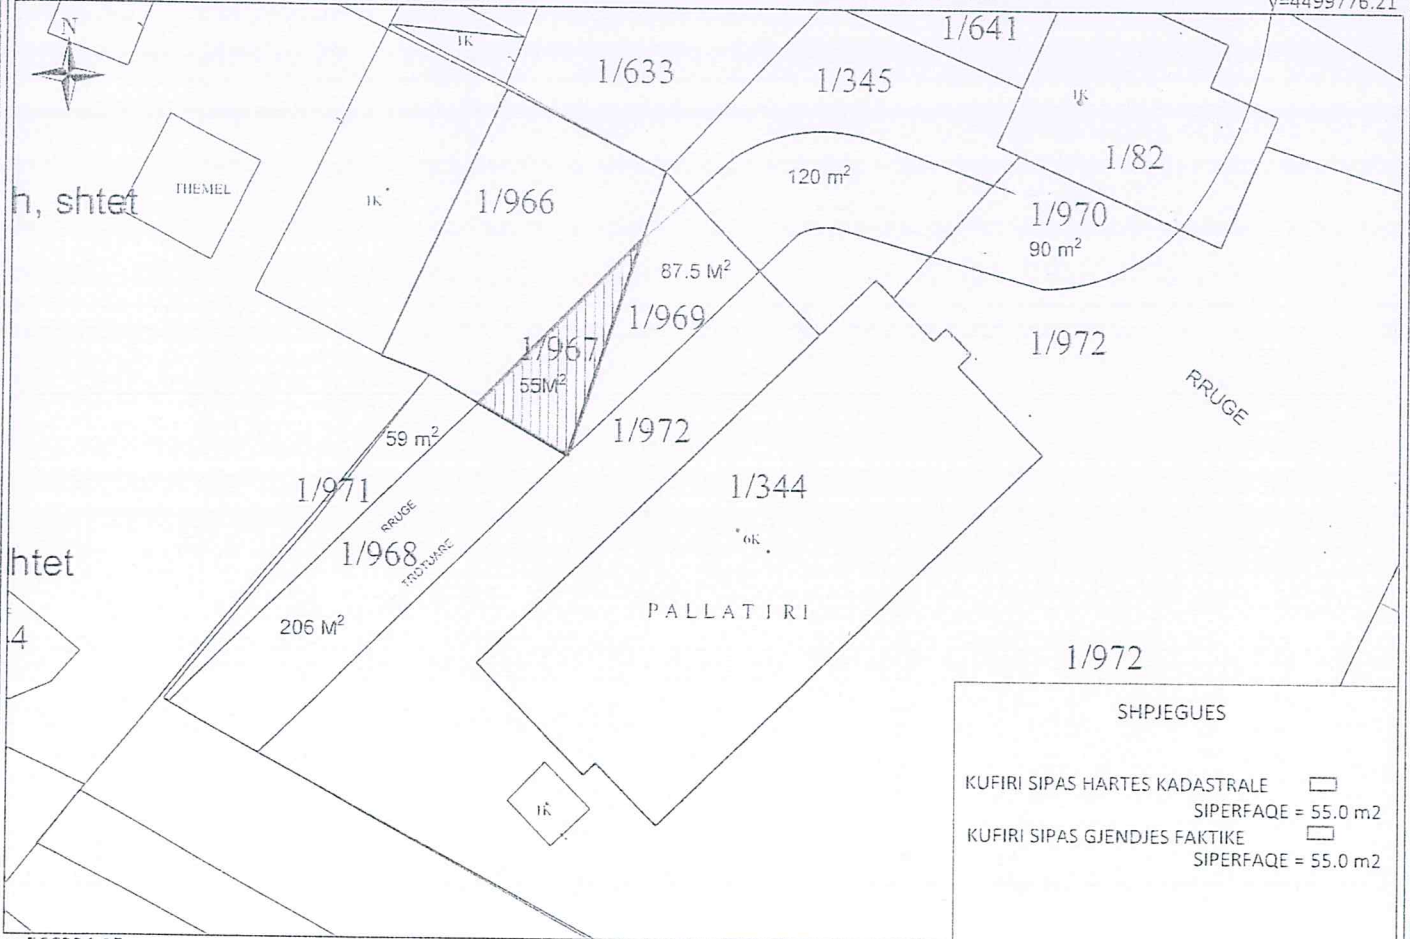 y=4499776.21
N
1K
1/641
1/633
1/345
1K
1/82
THEMEL
h, shtet
1K
1/966
120 m²
1/970
90 m²
87.5 M²
1/969
1/967
55M²
1/972
RRUGE
59 m²
1/972
1/971
1/344
RRUGE
1/968
TROTUARE
6K
htet
206 M²
PALLAT I RI
4
1/972
1K
SHPJEGUES
KUFIRI SIPAS HARTES KADASTRALE
SIPERFAQE = 55.0 m2
KUFIRI SIPAS GJENDJES FAKTIKE
SIPERFAQE = 55.0 m2